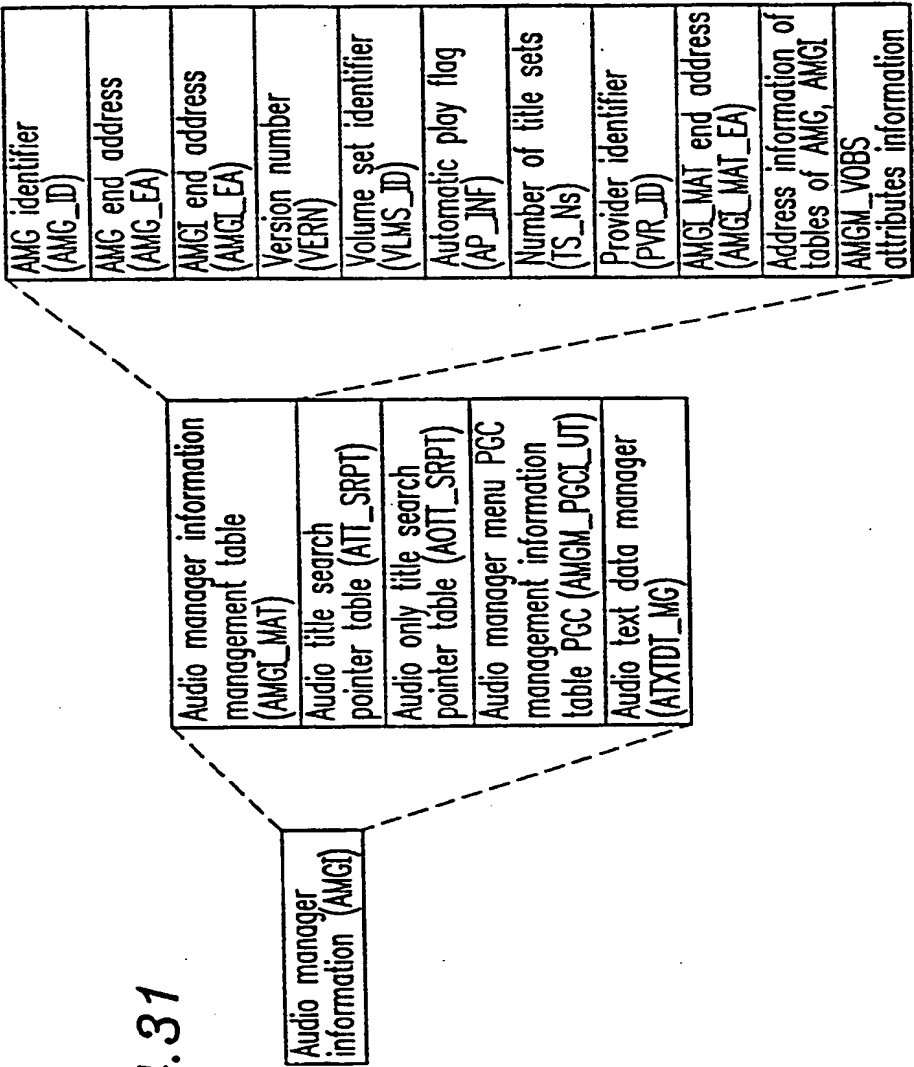 .31
Audio manager
information (AMGI)
Audio manager information
management table
(AMGI_MAT)
Audio title search
pointer table (ATT_SRPT)
Audio only title search
pointer table (AOTT_SRPT)
Audio manager menu PGC
management information
table PGC (AMGM_PGCI_UT)
Audio text data manager
(ATXTDT_MG)
AMG identifier
(AMG_ID)
AMG end address
(AMG_EA)
AMGI end address
(AMGI_EA)
Version number
(VERN)
Volume set identifier
(VLMS_ID)
Automatic play flag
(AP_INF)
Number of title sets
(TS_Ns)
Provider identifier
(PVR_ID)
AMGI_MAT end address
(AMGI_MAT_EA)
Address information of
tables of AMG, AMGI
AMGM_VOBS
attributes information